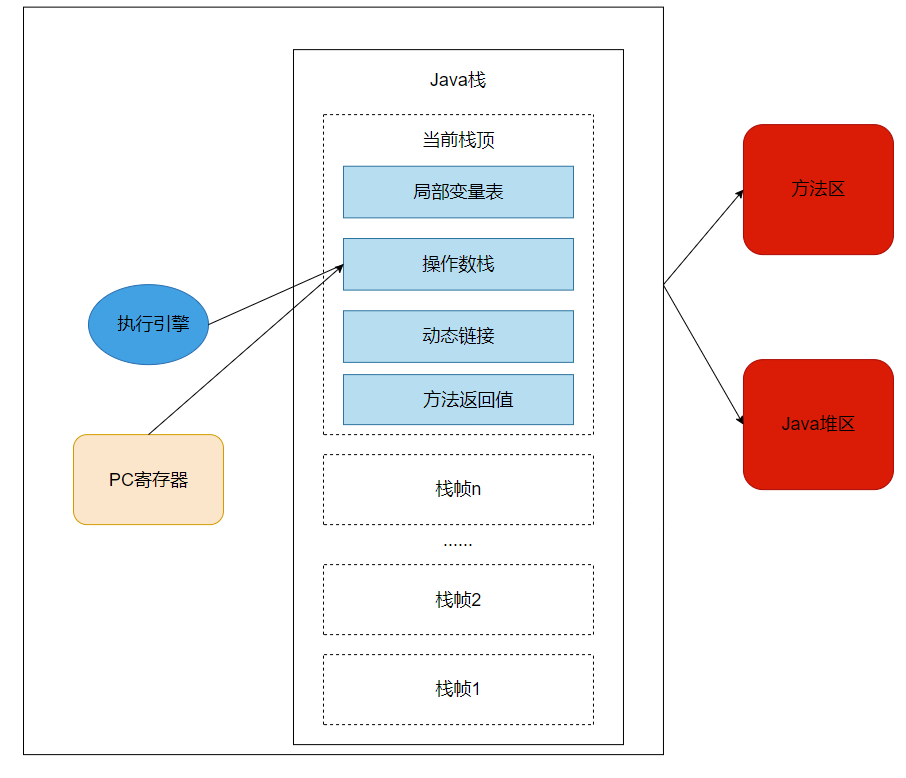 Java栈
当前栈顶
局部变量表
操作数栈
动态链接
方法返回值
栈帧n
......
栈帧2
栈帧1
执行引擎
PC寄存器
方法区
Java堆区